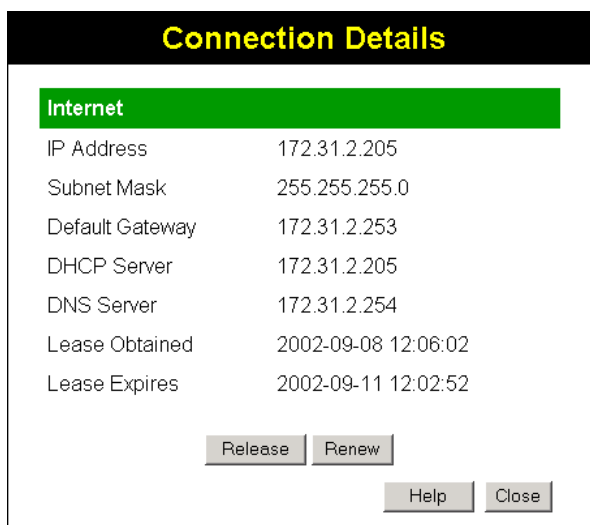 Connection Details
Internet
IP Address 172.31.2.205
Subnet Mask 255.255.255.0
Default Gateway 172.31.2.253
DHCP Server 172.31.2.205
DNS Server 172.31.2.254
Lease Obtained 2002-09-08 12:06:02
Lease Expires 2002-09-11 12:02:52
Release Renew
Help Close